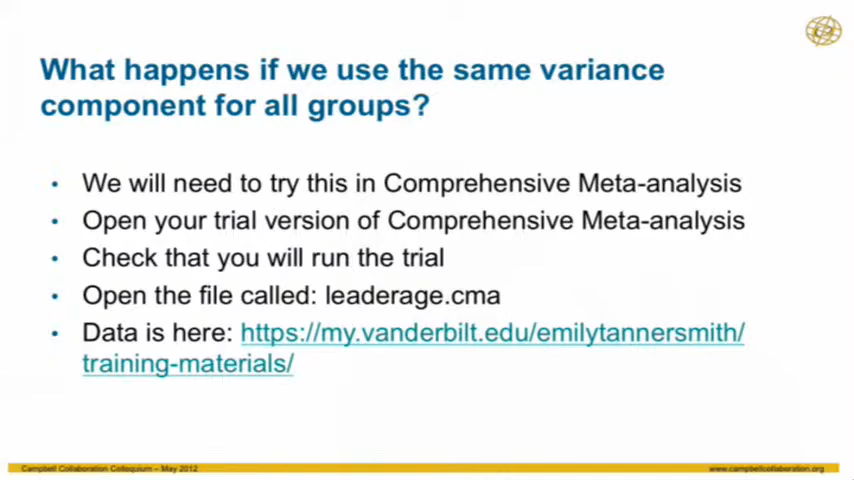 What happens if we use the same variance
component for all groups?
• We will need to try this in Comprehensive Meta-analysis
• Open your trial version of Comprehensive Meta-analysis
• Check that you will run the trial
• Open the file called: leaderage.cma
• Data is here: https://my.vanderbilt.edu/emilytannersmith/
training-materials/
Campbell Collaboration Colloquium – May 2012
www.campbellcollaboration.org